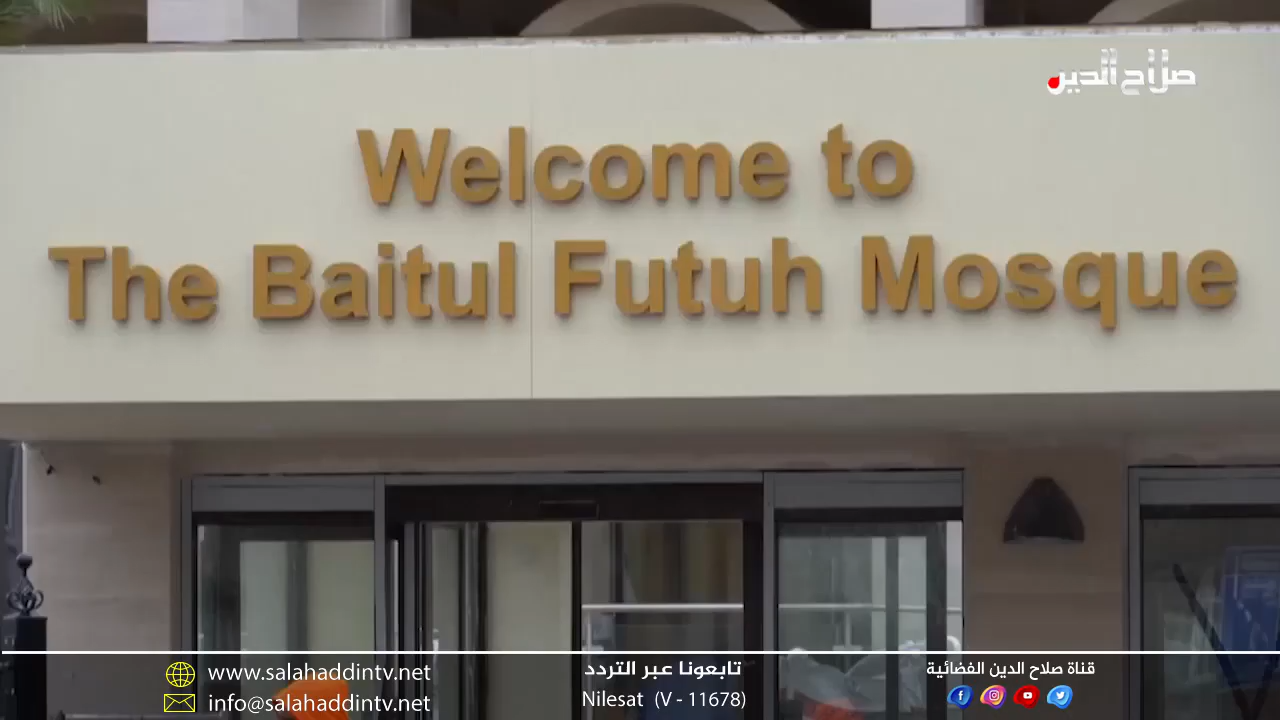 صلاح الدين
Welcome to
The Baitul Futuh Mosque
www.salahaddintv.net
info@salahaddintv.net
تابعونا عبر التردد
Nilesat (V - 11678)
قناة صلاح الدين الفضائية